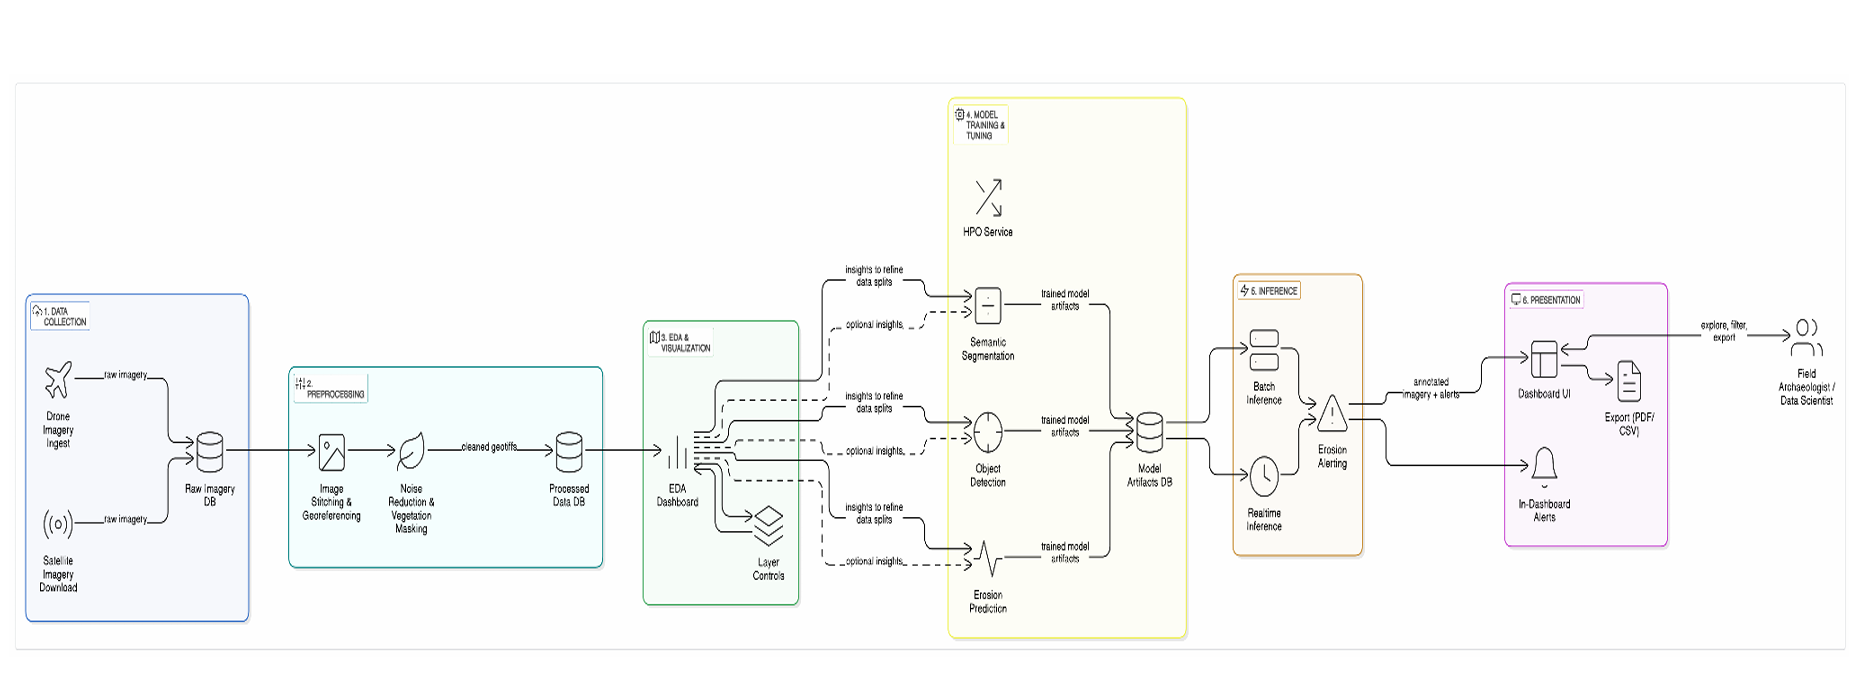 1. DATA
COLLECTION
Drone
Imagery
Ingest
raw imagery
Satellite
Imagery
Download
raw imagery
Raw Imagery
DB
2.
PREPROCESSING
Image
Stitching &
Georeferencing
Noise
Reduction &
Vegetation
Masking
cleaned geotiffs
Processed
Data DB
3. EDA &
VISUALIZATION
EDA
Dashboard
Layer
Controls
insights to refine
data splits
optional insights
insights to refine
data splits
optional insights
insights to refine
data splits
optional insights
4. MODEL
TRAINING &
TUNING
HPO Service
Semantic
Segmentation
trained model
artifacts
Object
Detection
trained model
artifacts
Erosion
Prediction
trained model
artifacts
Model
Artifacts DB
5. INFERENCE
Batch
Inference
Realtime
Inference
Erosion
Alerting
annotated
imagery + alerts
6. PRESENTATION
Dashboard UI
Export (PDF/
CSV)
In-Dashboard
Alerts
explore, filter,
export
Field
Archaeologist /
Data Scientist